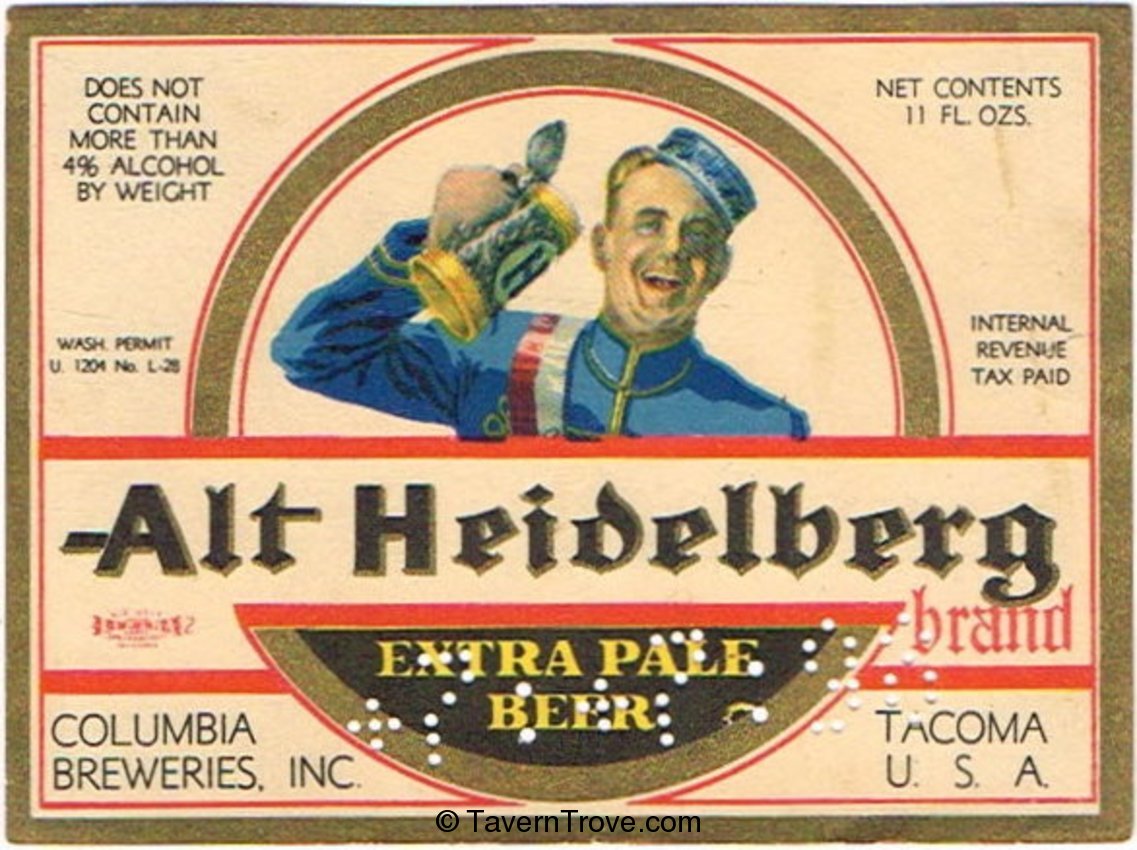 DOES NOT
CONTAIN
MORE THAN
4% ALCOHOL
BY WEIGHT
NET CONTENTS
11 FL. OZS.
WASH. PERMIT
U. 1204 No. L-28
INTERNAL
REVENUE
TAX PAID
Alt Heidelberg
brand
EXTRA PALE
BEER
COLUMBIA
BREWERIES, INC.
TACOMA
U. S. A.
© TavernTrove.com